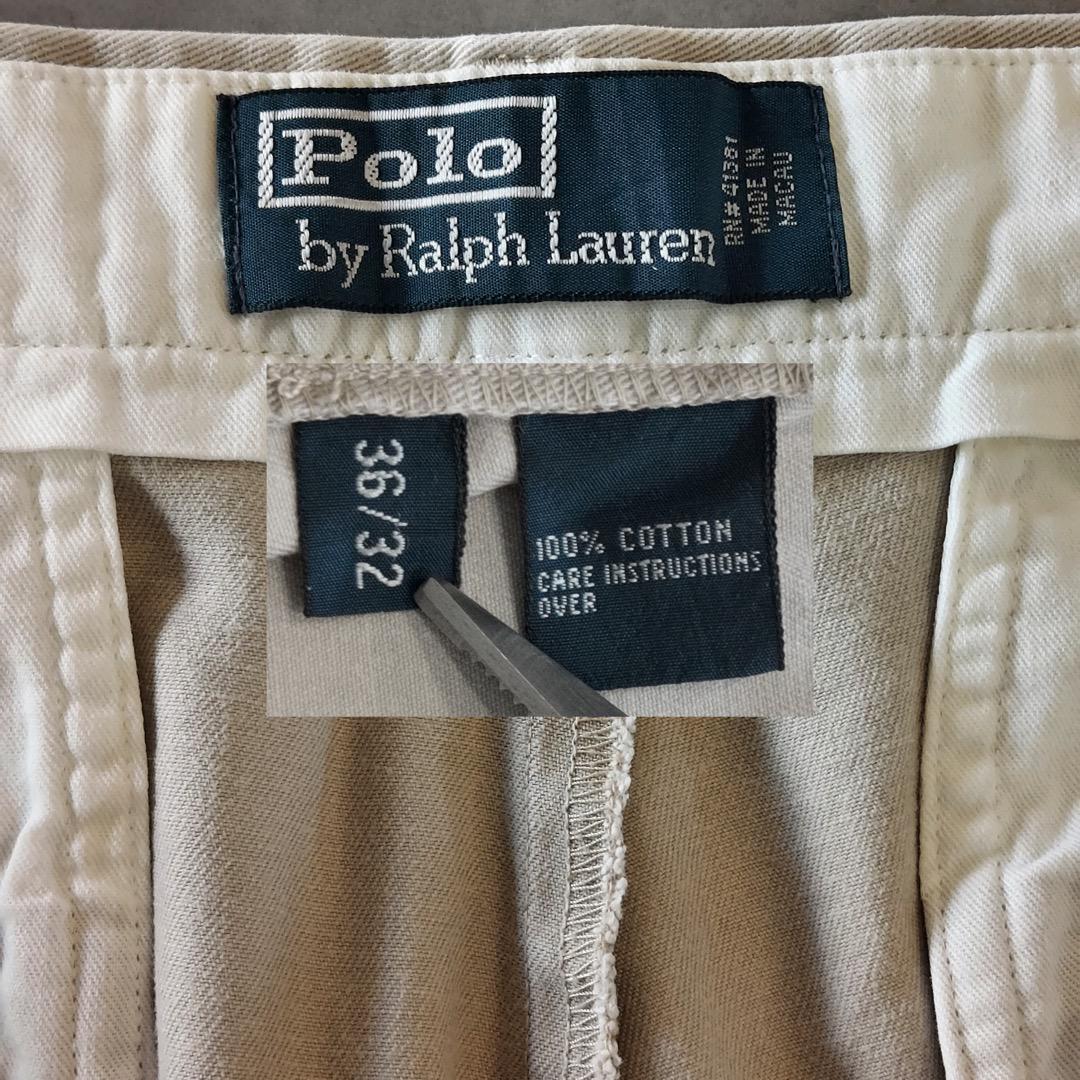 Polo
by Ralph Lauren
RN# 41381
MADE IN
MACAU
36/32
100% COTTON
CARE INSTRUCTIONS
OVER